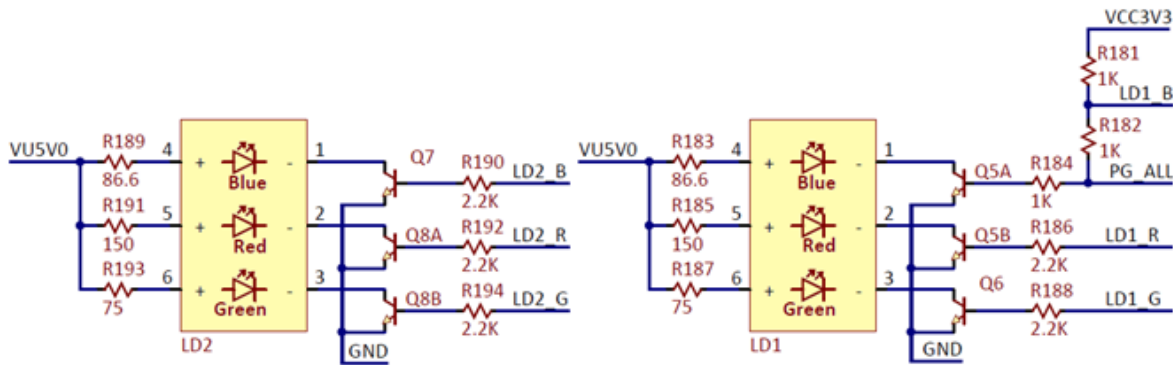 VCC3V3
R181
1K
LD1_B
R182
1K
PG_ALL
VU5V0
R189
86.6
4
+
Blue
-
1
Q7
R190
2.2K
LD2_B
R191
150
5
+
Red
-
2
Q8A
R192
2.2K
LD2_R
R193
75
6
+
Green
-
3
Q8B
R194
2.2K
LD2_G
LD2
GND
VU5V0
R183
86.6
4
+
Blue
-
1
Q5A
R184
1K
R185
150
5
+
Red
-
2
Q5B
R186
2.2K
LD1_R
R187
75
6
+
Green
-
3
Q6
R188
2.2K
LD1_G
LD1
GND